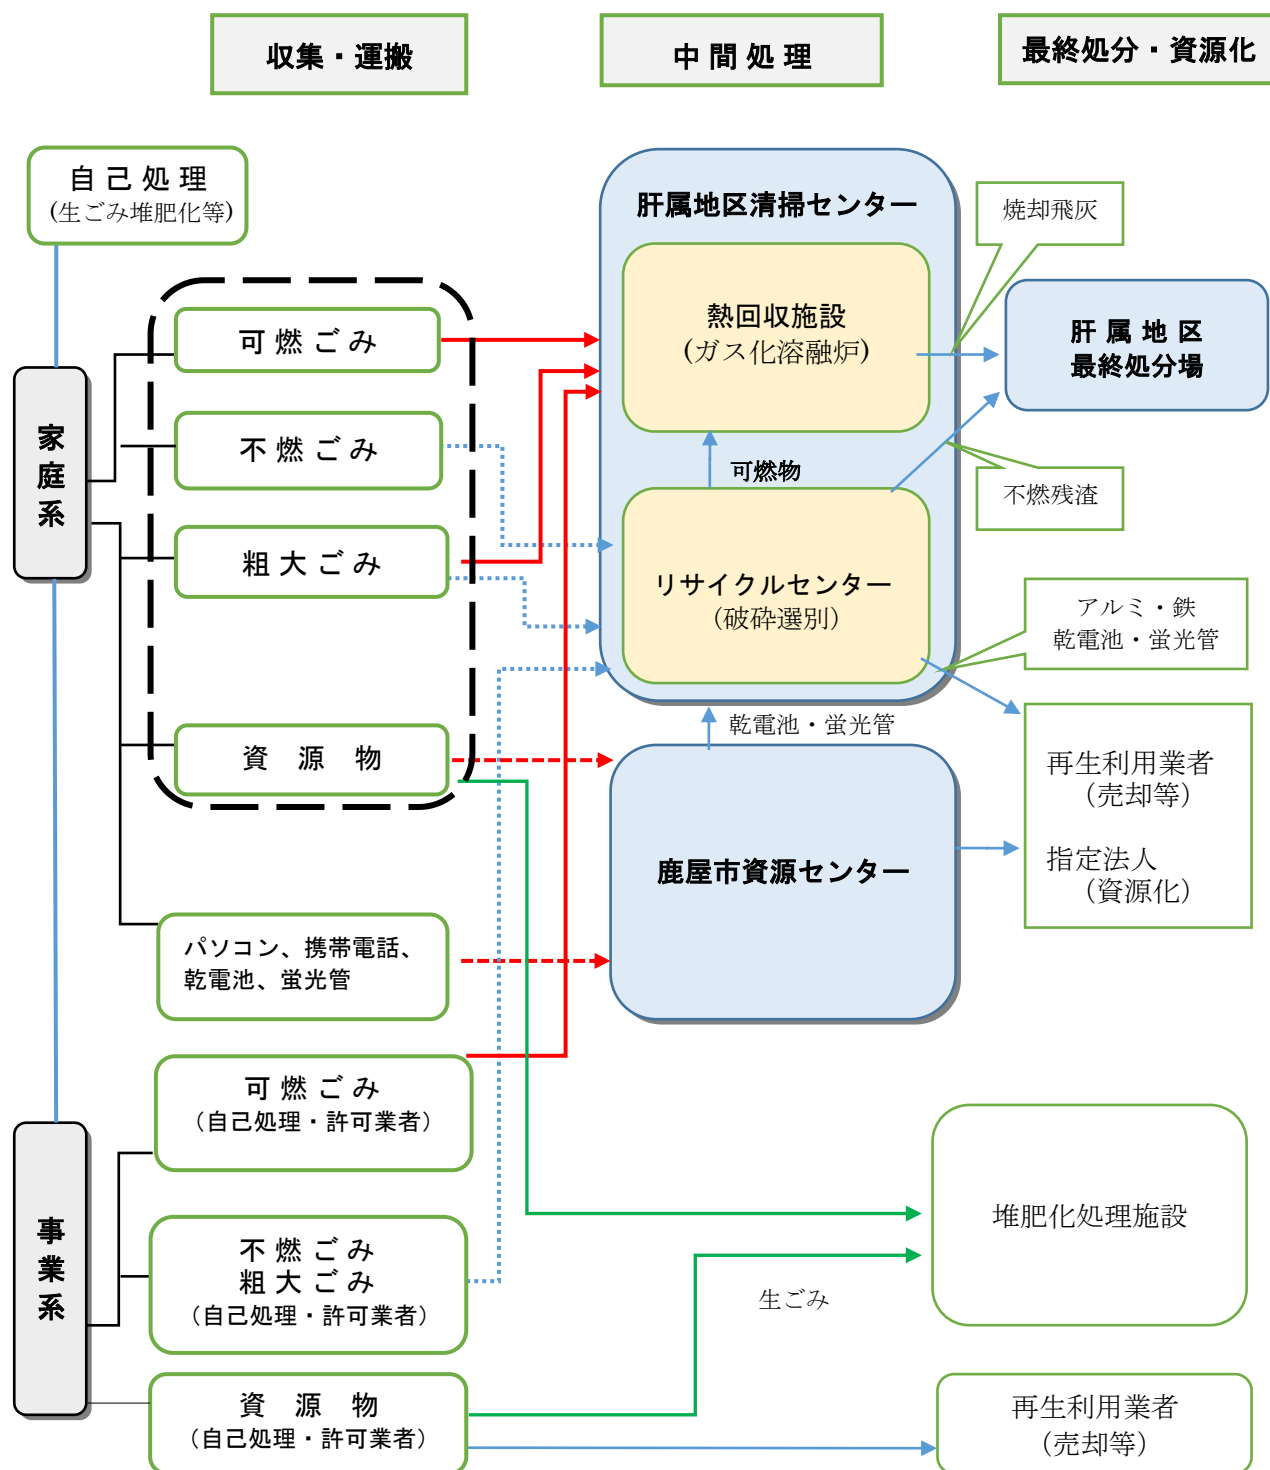 収集・運搬
中間処理
最終処分・資源化
自己処理
(生ごみ堆肥化等)
家庭系
可燃ごみ
不燃ごみ
粗大ごみ
資源物
パソコン、携帯電話、
乾電池、蛍光管
事業系
可燃ごみ
（自己処理・許可業者）
不燃ごみ
粗大ごみ
（自己処理・許可業者）
資源物
（自己処理・許可業者）
肝属地区清掃センター
熱回収施設
(ガス化溶融炉)
可燃物
リサイクルセンター
（破砕選別）
乾電池・蛍光管
鹿屋市資源センター
生ごみ
焼却飛灰
肝属地区
最終処分場
不燃残渣
アルミ・鉄
乾電池・蛍光管
再生利用業者
（売却等）
指定法人
（資源化）
堆肥化処理施設
再生利用業者
（売却等）